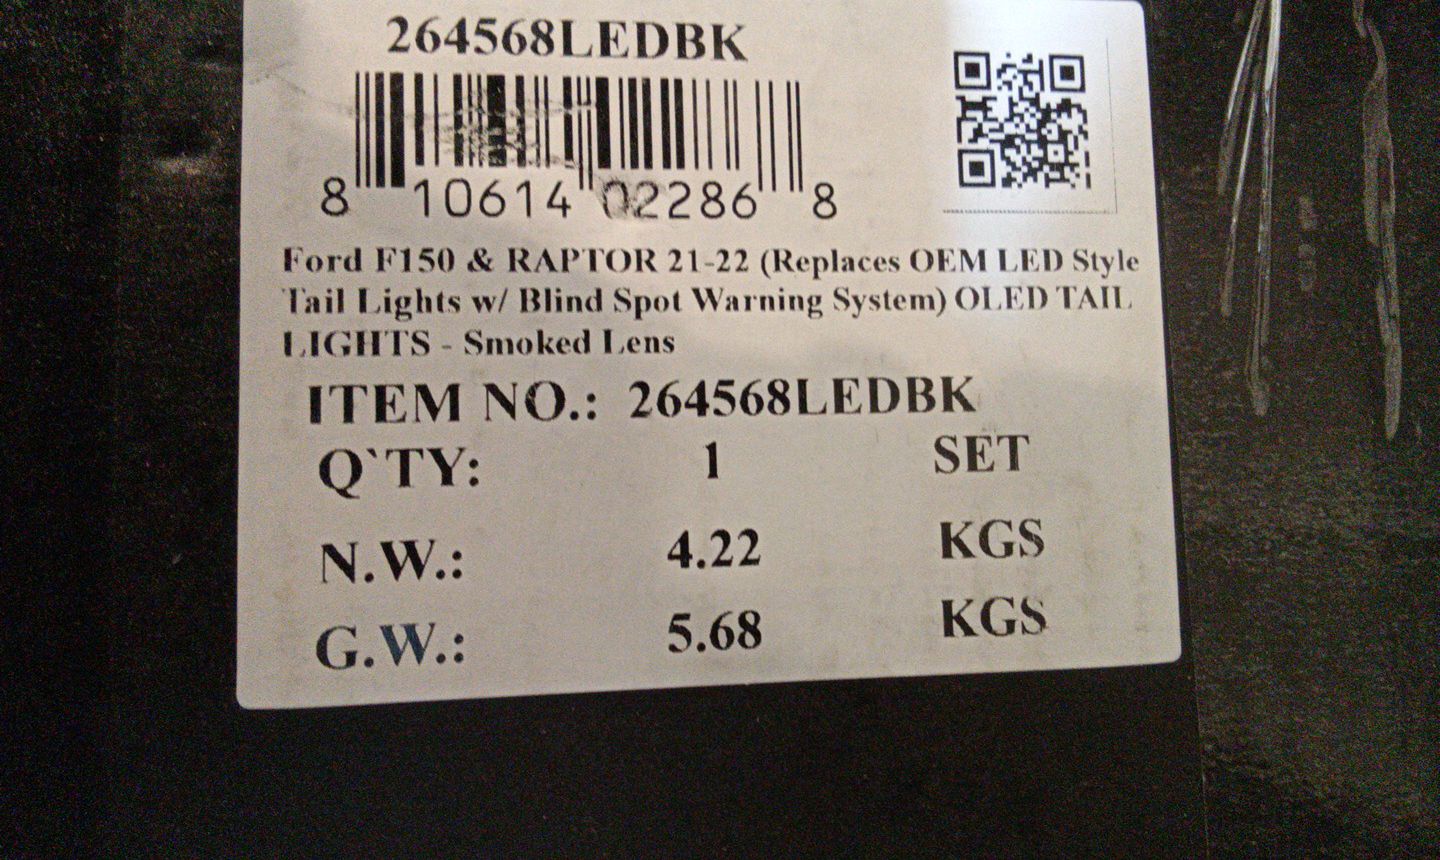 264568LEDBK
8 10614 02286 8
Ford F150 & RAPTOR 21-22 (Replaces OEM LED Style
Tail Lights w/ Blind Spot Warning System) OLED TAIL
LIGHTS - Smoked Lens
ITEM NO.: 264568LEDBK
Q`TY: 1 SET
N.W.: 4.22 KGS
G.W.: 5.68 KGS